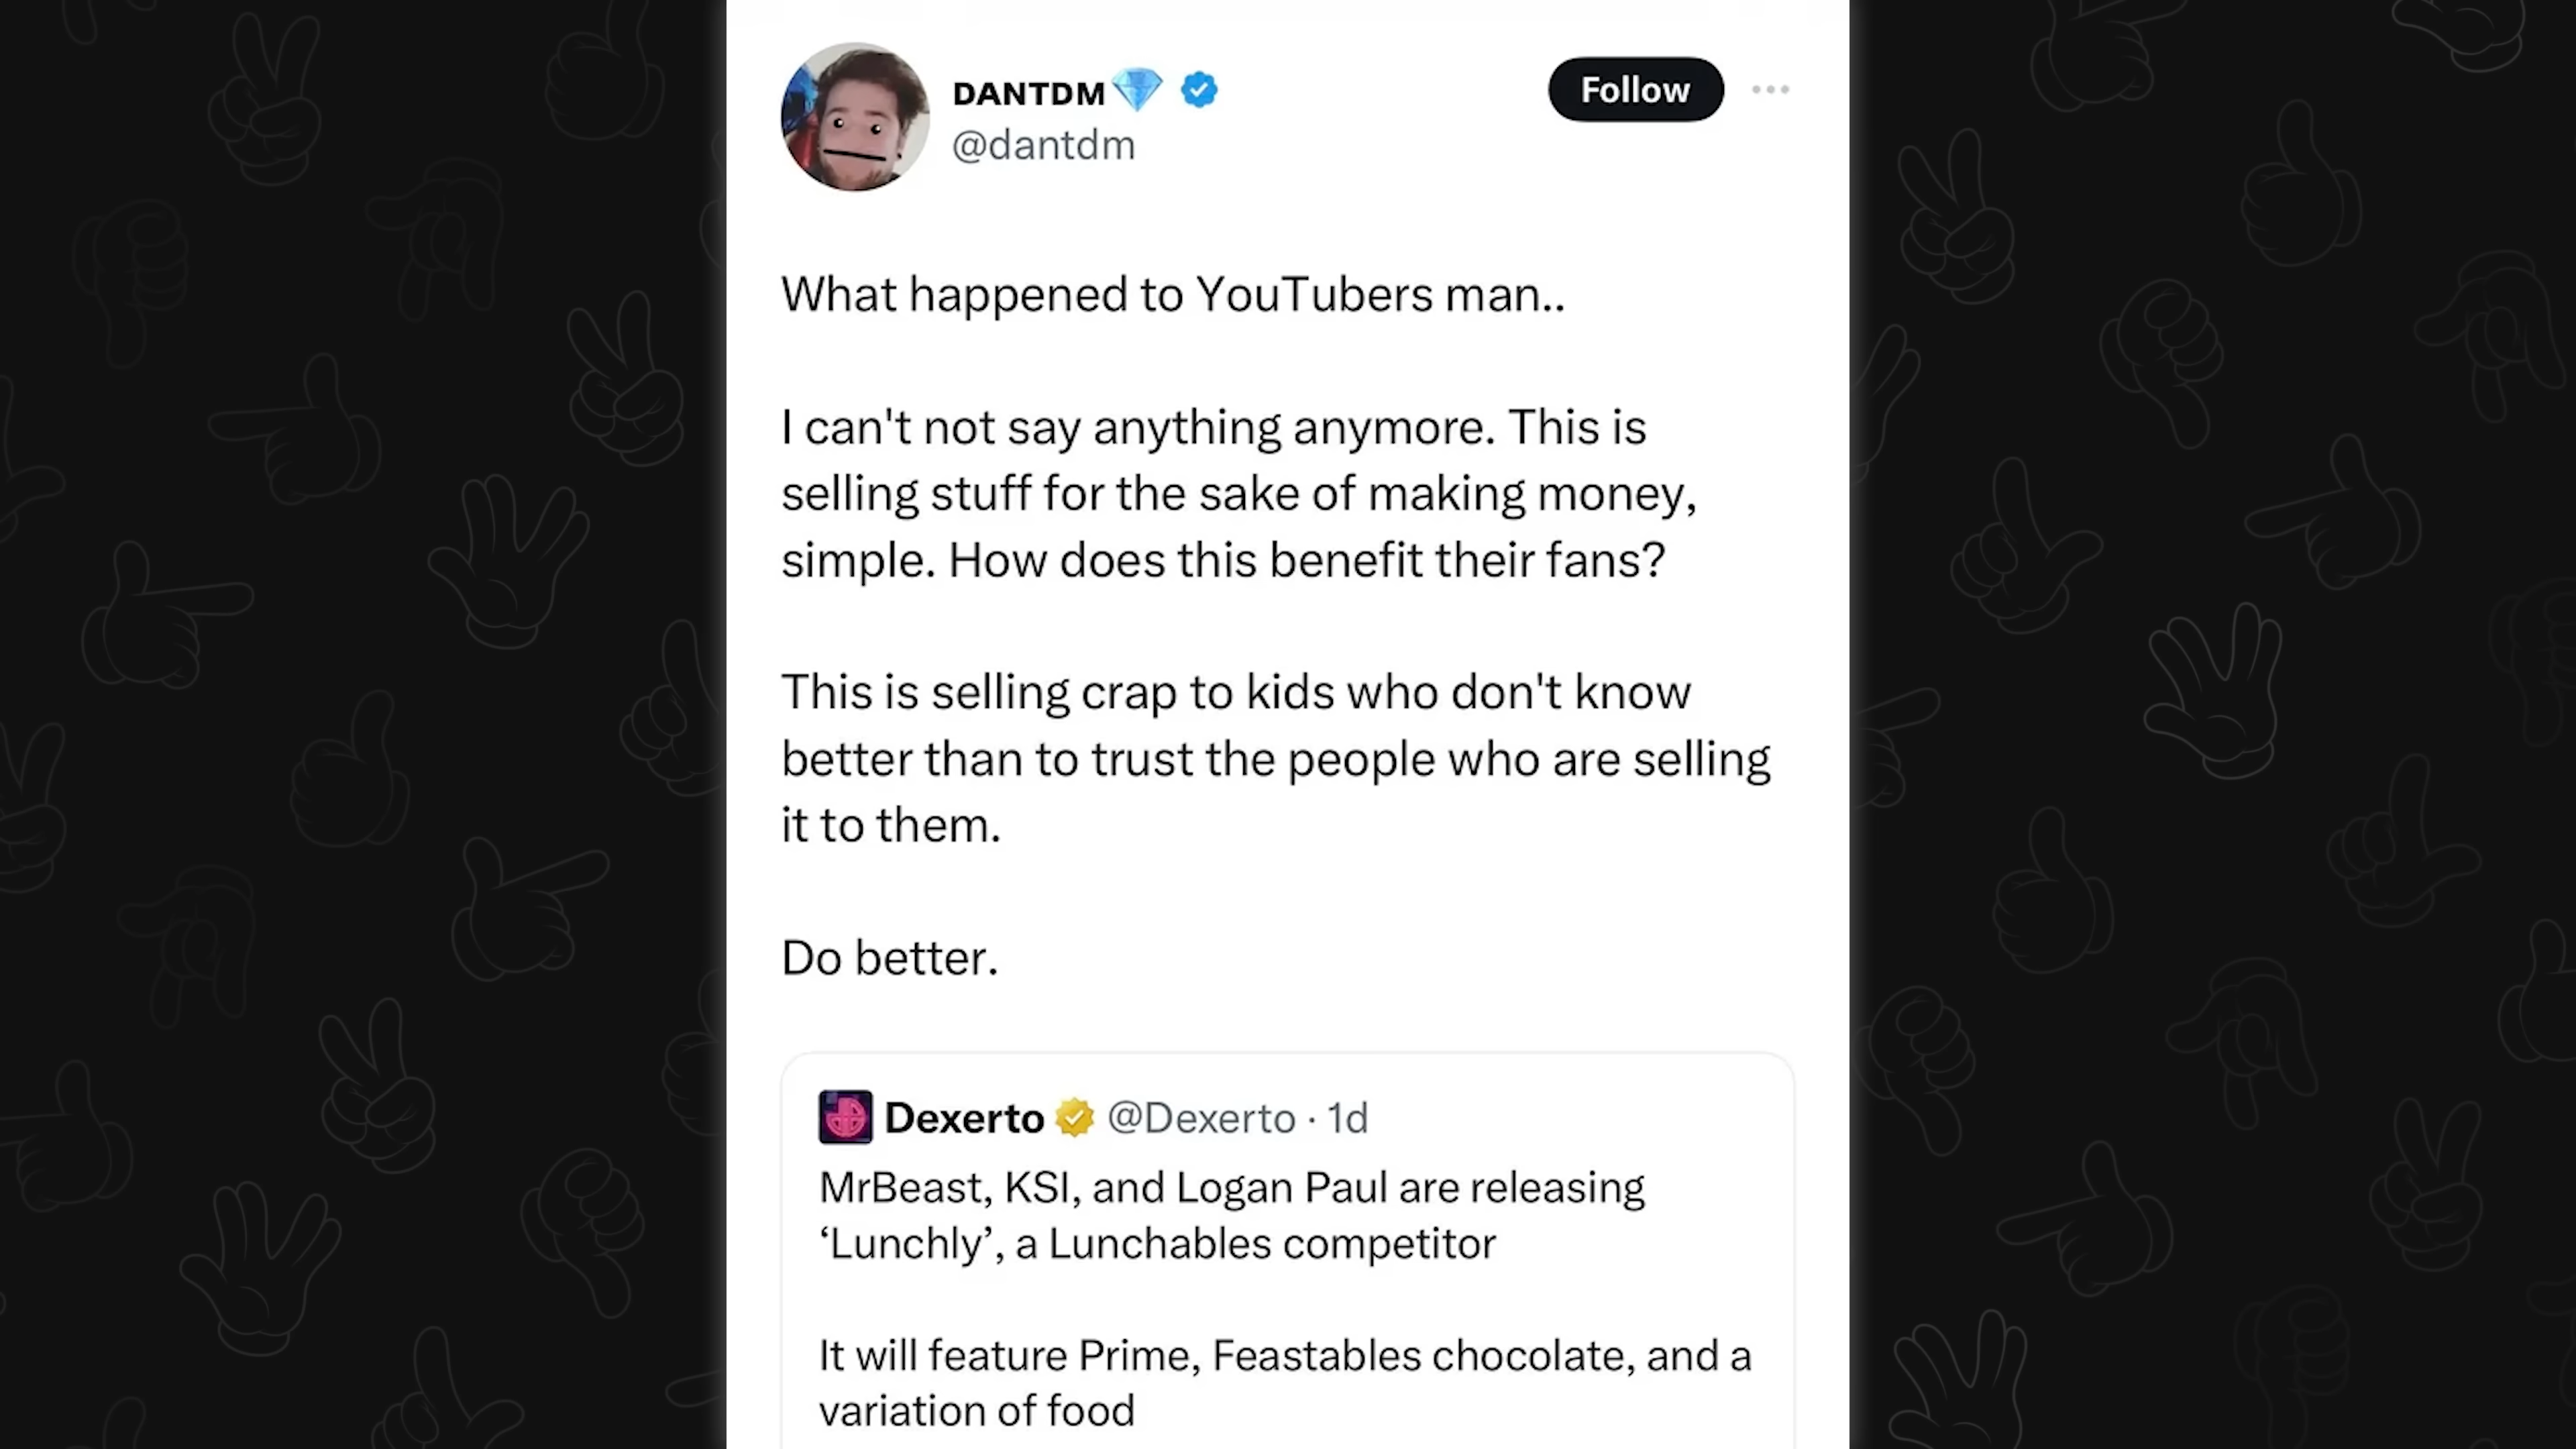 DANTDM💎
@dantdm
Follow
What happened to YouTubers man..
I can't not say anything anymore. This is
selling stuff for the sake of making money,
simple. How does this benefit their fans?
This is selling crap to kids who don't know
better than to trust the people who are selling
it to them.
Do better.
Dexerto @Dexerto · 1d
MrBeast, KSI, and Logan Paul are releasing
‘Lunchly’, a Lunchables competitor
It will feature Prime, Feastables chocolate, and a
variation of food